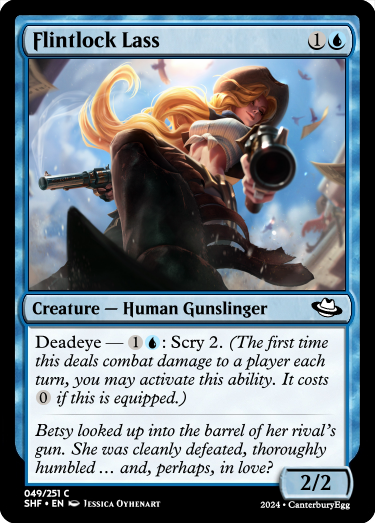 Flintlock Lass 1
Creature — Human Gunslinger
Deadeye — 1 : Scry 2. (The first time
this deals combat damage to a player each
turn, you may activate this ability. It costs
0 if this is equipped.)
Betsy looked up into the barrel of her rival's
gun. She was cleanly defeated, thoroughly
humbled … and, perhaps, in love?
2/2
049/251 C
SHF • EN Jessica Oyhenart
2024 • CanterburyEgg